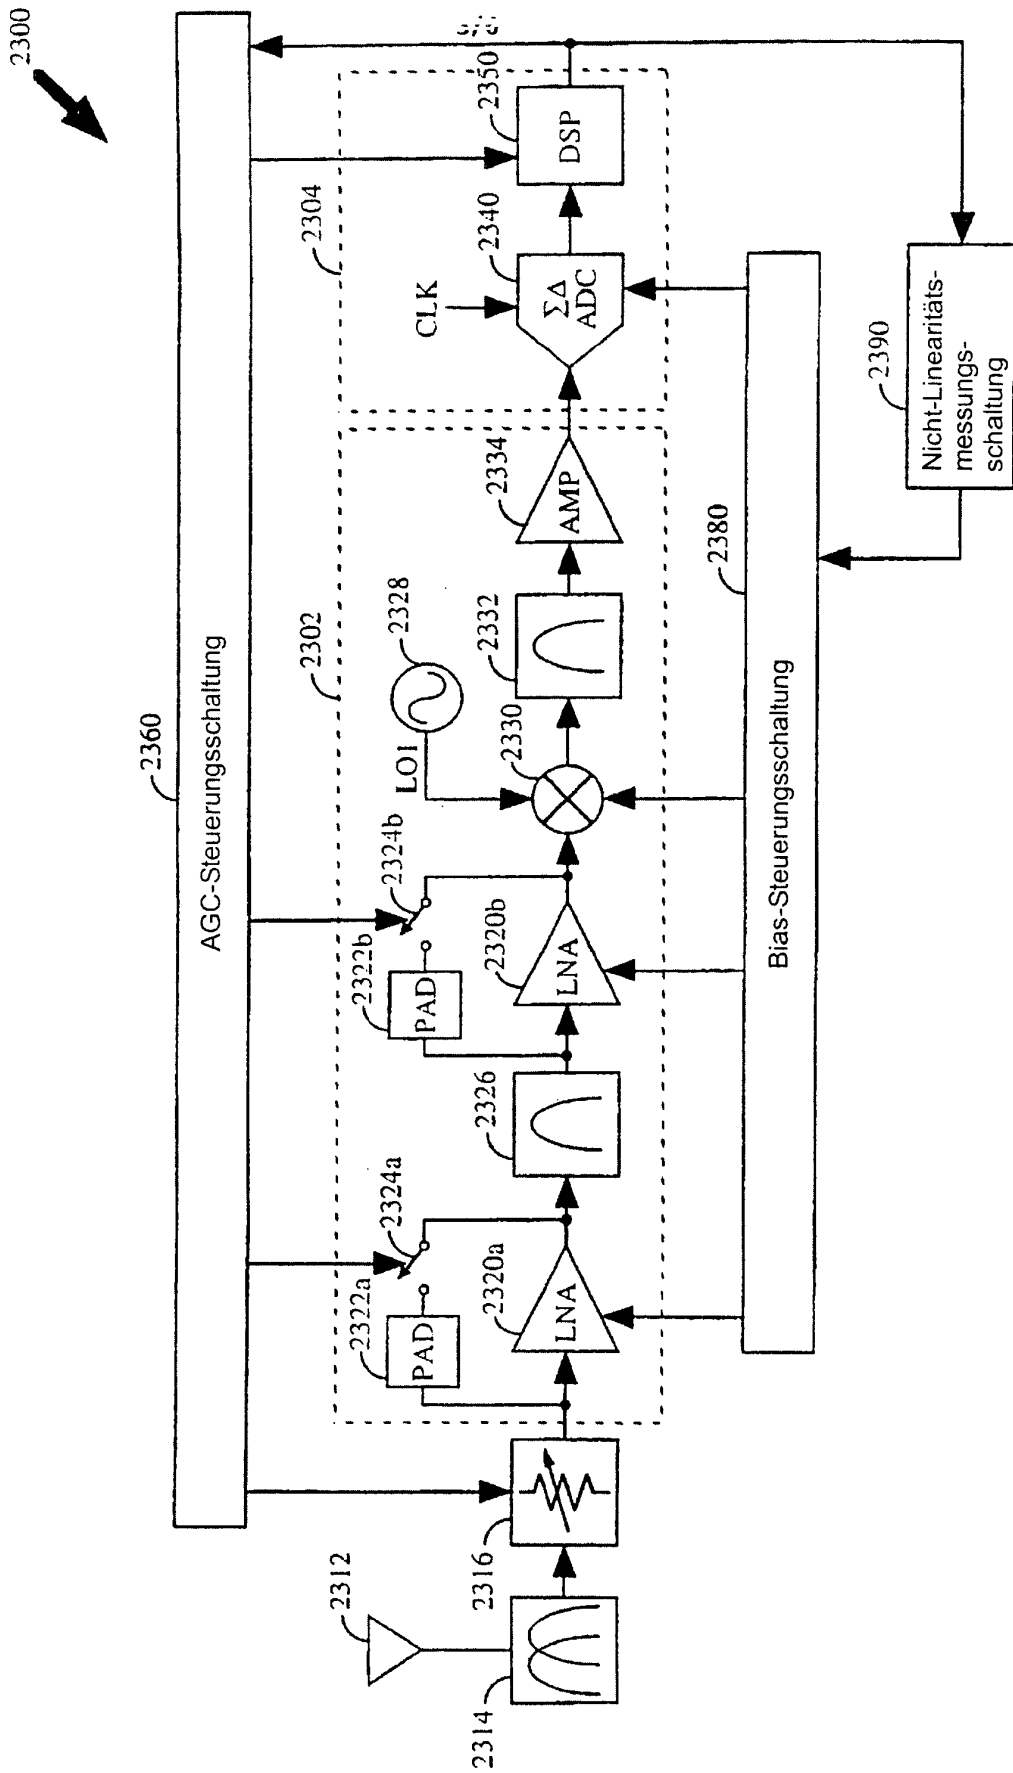 2300
2360
AGC-Steuerungsschaltung
2302
2304
2312
2314
2316
2322a
PAD
2324a
2320a
LNA
2326
2322b
PAD
2324b
2320b
LNA
LO1
2328
2330
2332
2334
AMP
CLK
2340
ΣΔ
ADC
2350
DSP
2380
Bias-Steuerungsschaltung
2390
Nicht-Linearitäts-
messungs-
schaltung